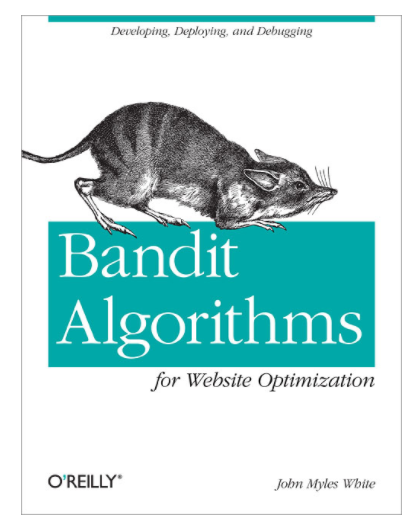 Developing, Deploying, and Debugging
Bandit
Algorithms
for Website Optimization
O'REILLY®
John Myles White